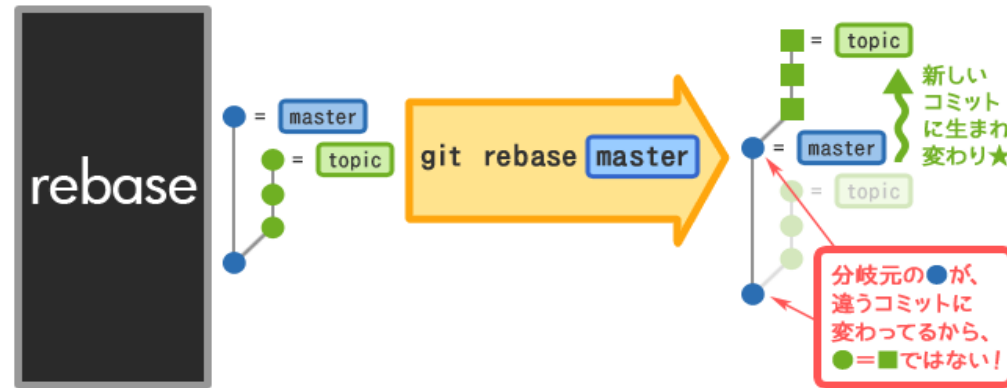 rebase
= master
= topic
git rebase master
= topic
新しい
コミット
に生まれ
変わり★
= master
= topic
分岐元の●が、
違うコミットに
変わってるから、
●=■ではない!